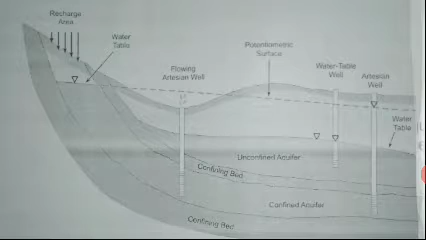 Recharge
Area
Water
Table
Flowing
Artesian Well
Potentiometric
Surface
Water-Table
Well
Artesian
Well
Water
Table
Unconfined Aquifer
Confining Bed
Confined Aquifer
Confining Bed